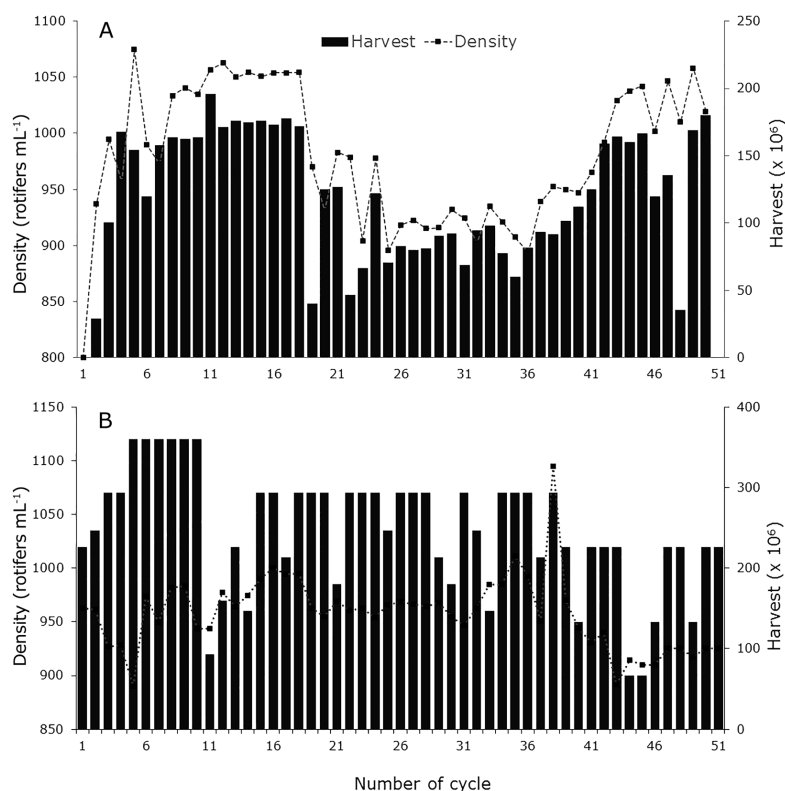 A
Harvest Density
Density (rotifers mL-1)
1100
1050
1000
950
900
850
800
250
200
150
100
50
0
Harvest (x 10⁶)
1 6 11 16 21 26 31 36 41 46 51
B
Density (rotifers mL-1)
1150
1100
1050
1000
950
900
850
400
300
200
100
0
Harvest (x 10⁶)
1 6 11 16 21 26 31 36 41 46 51
Number of cycle